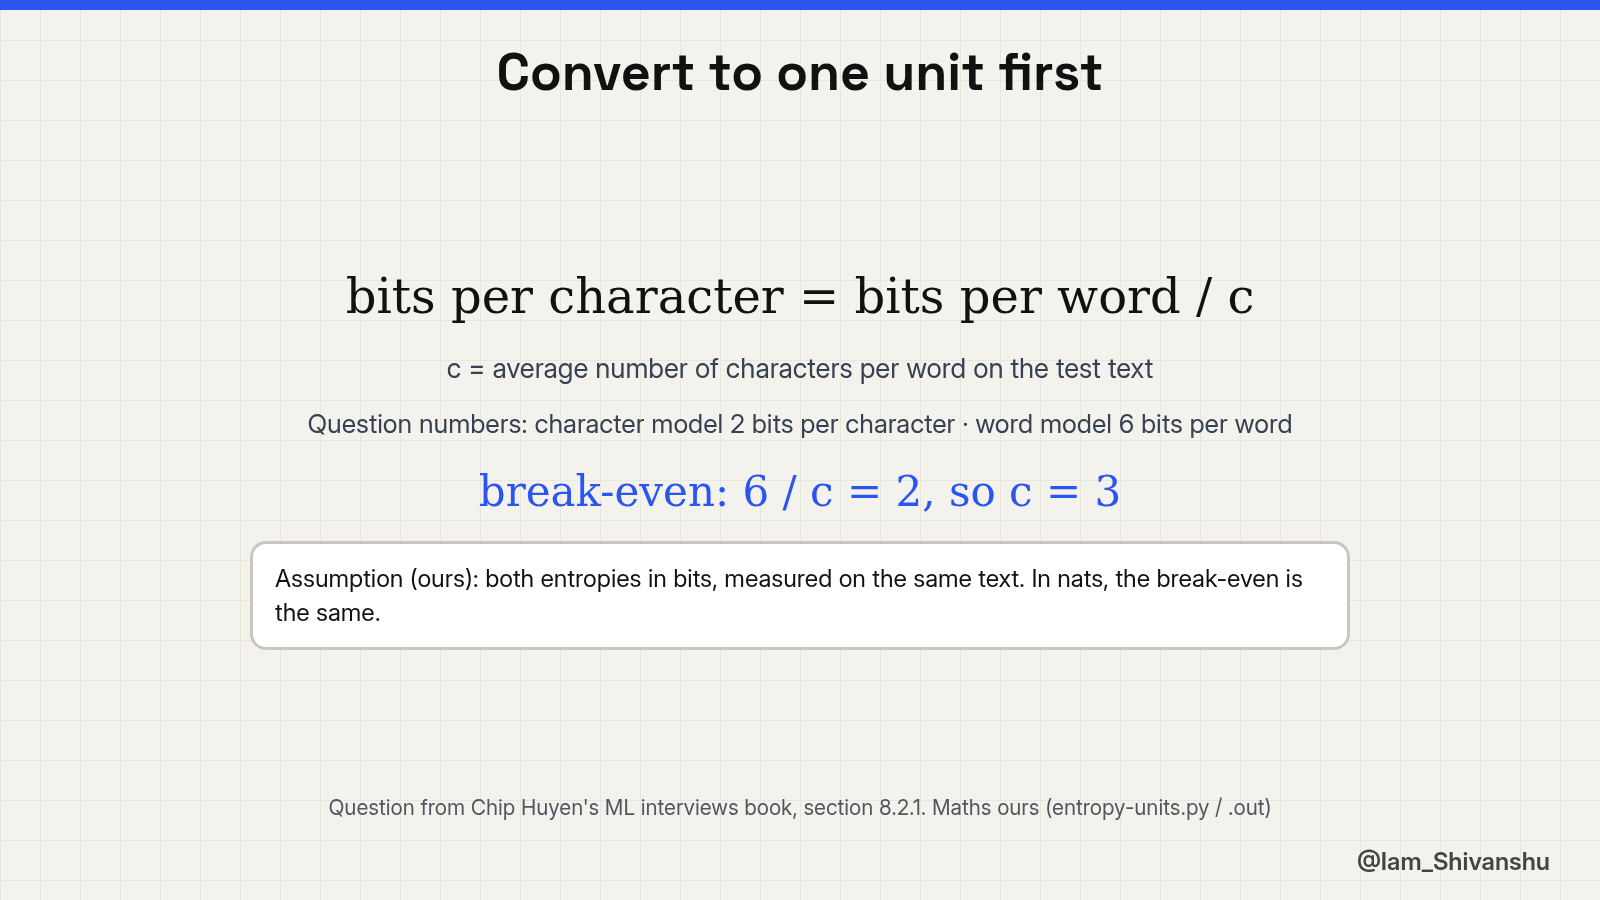 Convert to one unit first
bits per character = bits per word / c
c = average number of characters per word on the test text
Question numbers: character model 2 bits per character · word model 6 bits per word
break-even: 6 / c = 2, so c = 3
Assumption (ours): both entropies in bits, measured on the same text. In nats, the break-even is
the same.
Question from Chip Huyen's ML interviews book, section 8.2.1. Maths ours (entropy-units.py / .out)
@Iam_Shivanshu